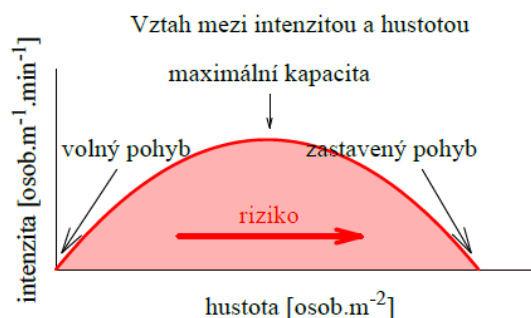 Vztah mezi intenzitou a hustotou
maximální kapacita
volný pohyb
zastavený pohyb
riziko
intenzita [osob.m⁻¹.min⁻¹]
hustota [osob.m⁻²]